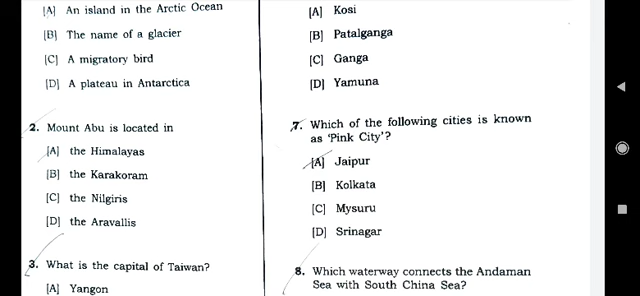 [A] An island in the Arctic Ocean
[B] The name of a glacier
[C] A migratory bird
[D] A plateau in Antarctica
2. Mount Abu is located in
[A] the Himalayas
[B] the Karakoram
[C] the Nilgiris
[D] the Aravallis
3. What is the capital of Taiwan?
[A] Yangon
[A] Kosi
[B] Patalganga
[C] Ganga
[D] Yamuna
7. Which of the following cities is known
as 'Pink City'?
[A] Jaipur
[B] Kolkata
[C] Mysuru
[D] Srinagar
8. Which waterway connects the Andaman
Sea with South China Sea?